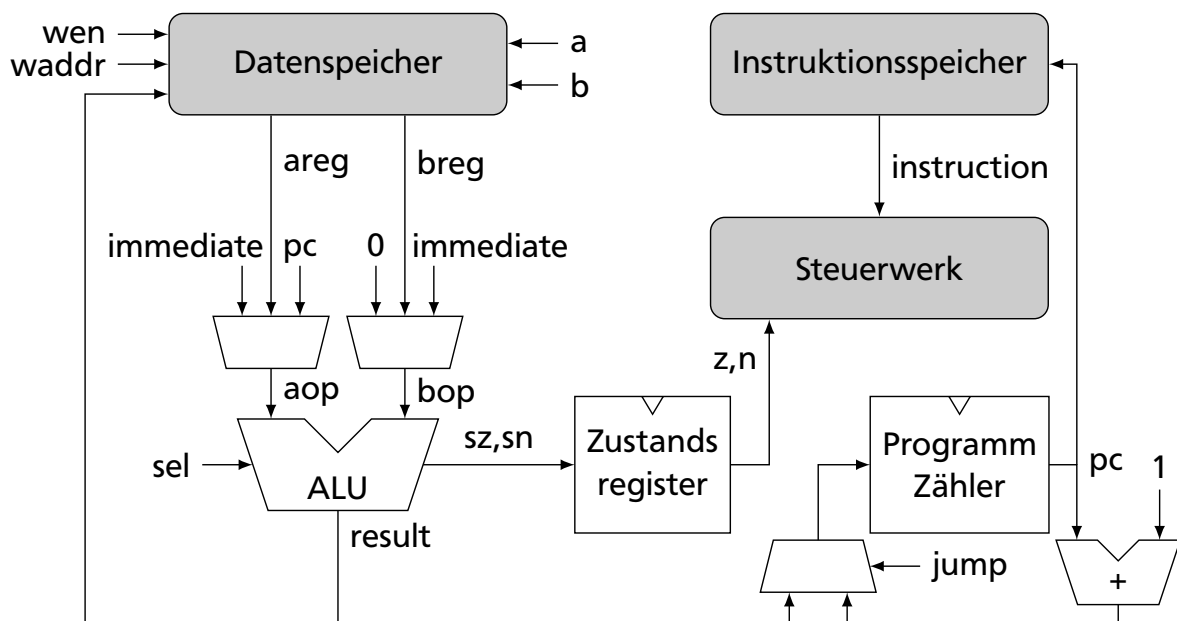 wen
waddr
Datenspeicher
a
b
Instruktionsspeicher
areg
breg
instruction
immediate
pc
0
immediate
Steuerwerk
z,n
aop
bop
sel
ALU
sz,sn
Zustands
register
Programm
Zähler
pc
1
result
jump
+